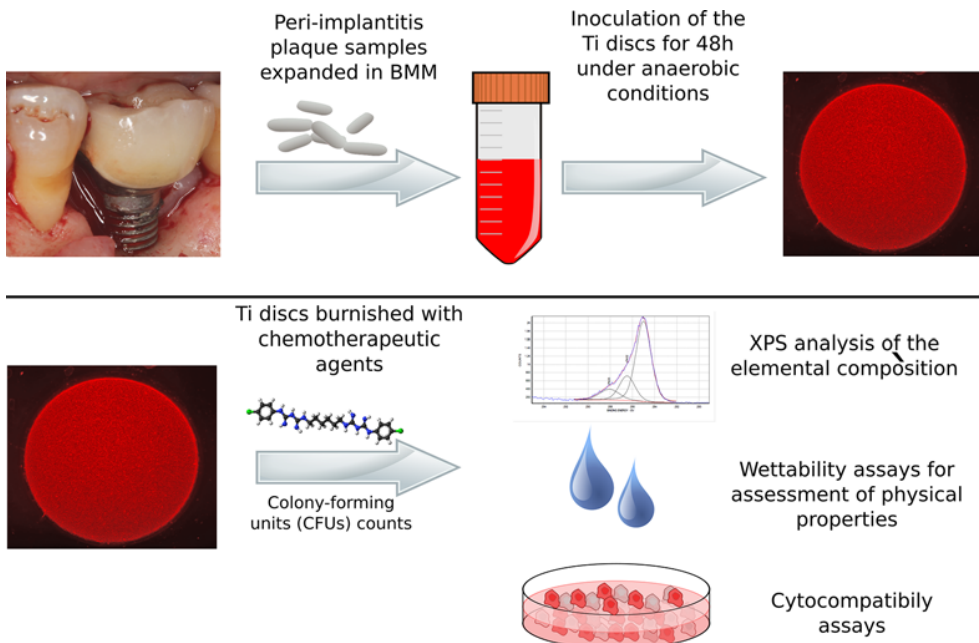 Peri-implantitis
plaque samples
expanded in BMM
Inoculation of the
Ti discs for 48h
under anaerobic
conditions
Ti discs burnished with
chemotherapeutic
agents
Colony-forming
units (CFUs) counts
XPS analysis of the
elemental composition
Wettability assays for
assessment of physical
properties
Cytocompatibily
assays